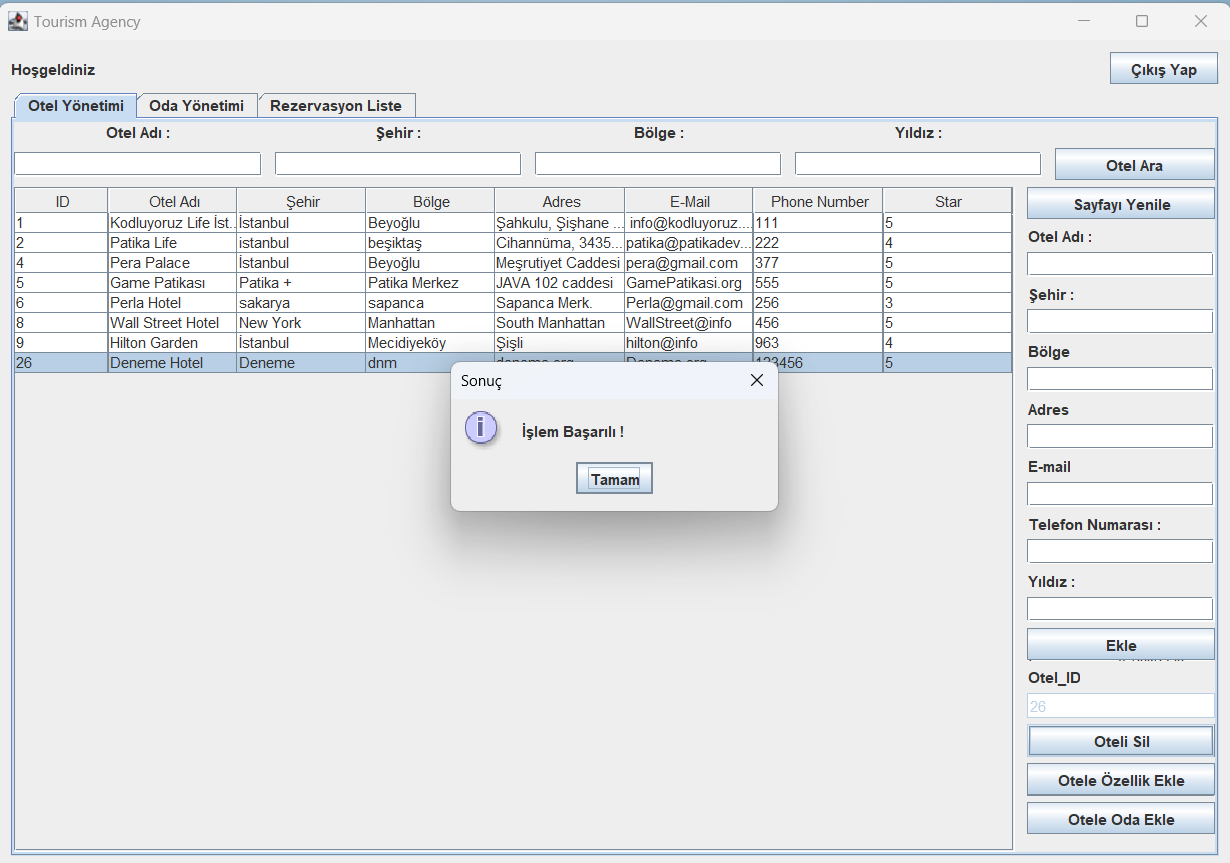 Tourism Agency
Hoşgeldiniz
Çıkış Yap
Otel Yönetimi Oda Yönetimi Rezervasyon Liste
Otel Adı : Şehir : Bölge : Yıldız :
Otel Ara
ID Otel Adı Şehir Bölge Adres E-Mail Phone Number Star
1 Kodluyoruz Life İst... İstanbul Beyoğlu Şahkulu, Şişhane ... info@kodluyoruz.... 111 5
2 Patika Life istanbul beşiktaş Cihannüma, 3435... patika@patikadev... 222 4
4 Pera Palace İstanbul Beyoğlu Meşrutiyet Caddesi pera@gmail.com 377 5
5 Game Patikası Patika + Patika Merkez JAVA 102 caddesi GamePatikasi.org 555 5
6 Perla Hotel sakarya sapanca Sapanca Merk. Perla@gmail.com 256 3
8 Wall Street Hotel New York Manhattan South Manhattan WallStreet@info 456 5
9 Hilton Garden İstanbul Mecidiyeköy Şişli hilton@info 963 4
26 Deneme Hotel Deneme dnm deneme.org Deneme.org 123456 5
Sonuç
İşlem Başarılı !
Tamam
Sayfayı Yenile
Otel Adı :
Şehir :
Bölge
Adres
E-mail
Telefon Numarası :
Yıldız :
Ekle
Otel_ID
26
Oteli Sil
Otele Özellik Ekle
Otele Oda Ekle